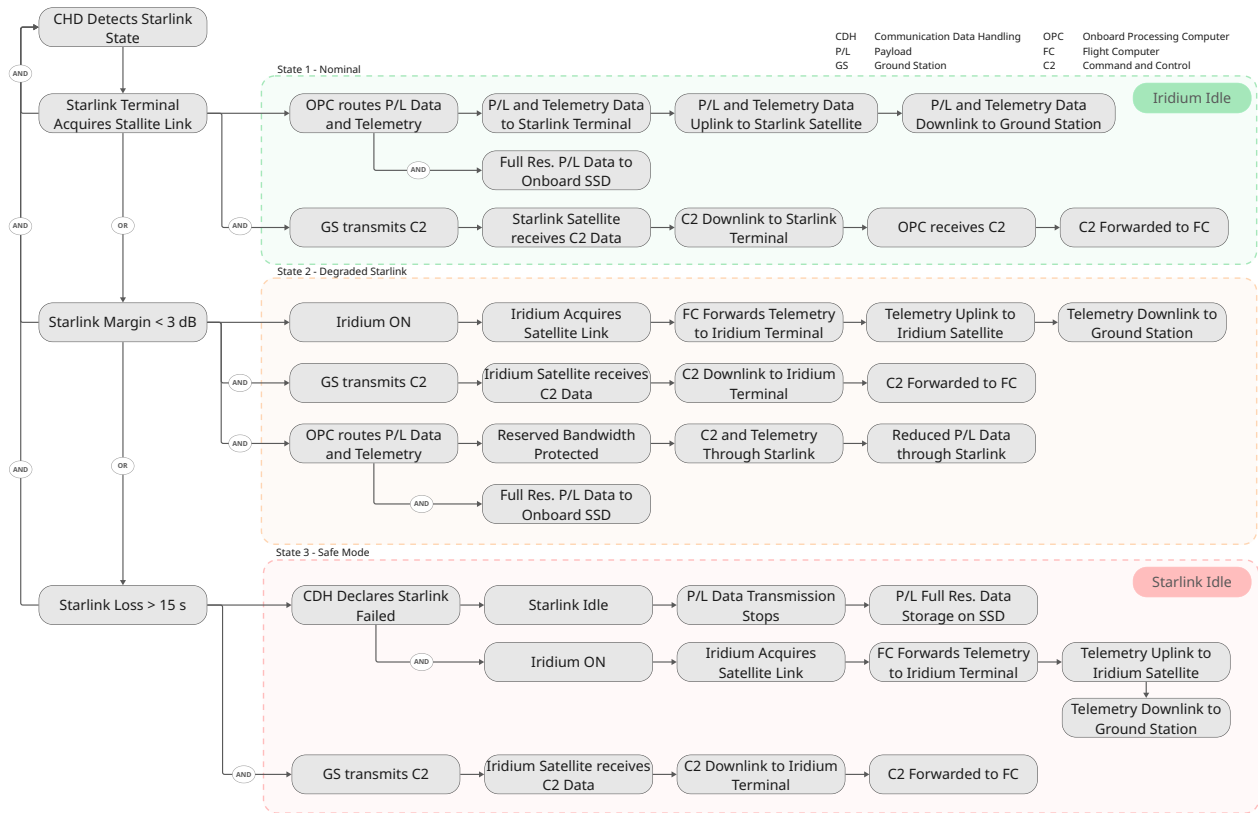 CHD Detects Starlink
State
CDH Communication Data Handling OPC Onboard Processing Computer
P/L Payload FC Flight Computer
GS Ground Station C2 Command and Control
AND
State 1 - Nominal
Iridium Idle
Starlink Terminal
Acquires Stallite Link
OPC routes P/L Data
and Telemetry
P/L and Telemetry Data
to Starlink Terminal
P/L and Telemetry Data
Uplink to Starlink Satellite
P/L and Telemetry Data
Downlink to Ground Station
AND
Full Res. P/L Data to
Onboard SSD
AND
OR
AND
GS transmits C2
Starlink Satellite
receives C2 Data
C2 Downlink to Starlink
Terminal
OPC receives C2
C2 Forwarded to FC
State 2 - Degraded Starlink
Starlink Margin < 3 dB
Iridium ON
Iridium Acquires
Satellite Link
FC Forwards Telemetry
to Iridium Terminal
Telemetry Uplink to
Iridium Satellite
Telemetry Downlink to
Ground Station
AND
GS transmits C2
Iridium Satellite receives
C2 Data
C2 Downlink to Iridium
Terminal
C2 Forwarded to FC
AND
OPC routes P/L Data
and Telemetry
Reserved Bandwidth
Protected
C2 and Telemetry
Through Starlink
Reduced P/L Data
through Starlink
AND
OR
AND
Full Res. P/L Data to
Onboard SSD
State 3 - Safe Mode
Starlink Idle
Starlink Loss > 15 s
CDH Declares Starlink
Failed
Starlink Idle
P/L Data Transmission
Stops
P/L Full Res. Data
Storage on SSD
AND
Iridium ON
Iridium Acquires
Satellite Link
FC Forwards Telemetry
to Iridium Terminal
Telemetry Uplink to
Iridium Satellite
Telemetry Downlink to
Ground Station
AND
GS transmits C2
Iridium Satellite receives
C2 Data
C2 Downlink to Iridium
Terminal
C2 Forwarded to FC